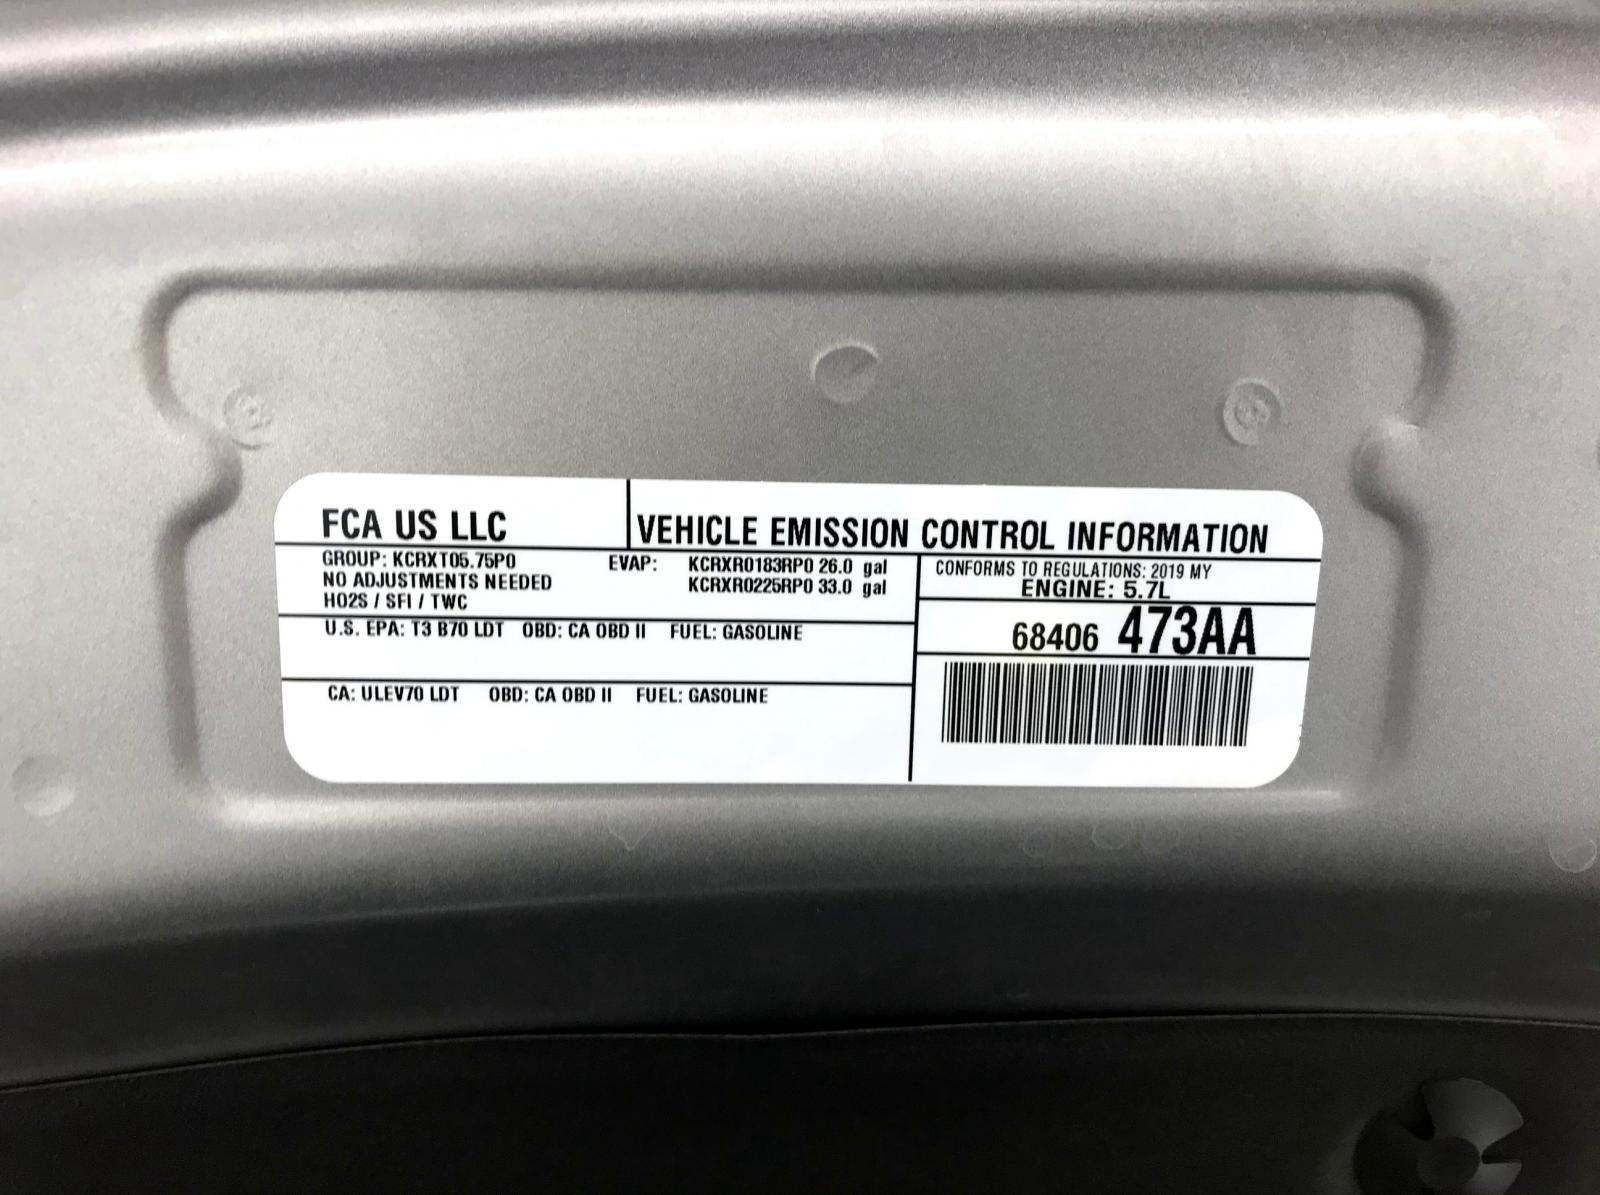 FCA US LLC
VEHICLE EMISSION CONTROL INFORMATION
GROUP: KCRXT05.75P0
NO ADJUSTMENTS NEEDED
HO2S / SFI / TWC
EVAP: KCRXR0183RP0 26.0 gal
KCRXR0225RP0 33.0 gal
CONFORMS TO REGULATIONS: 2019 MY
ENGINE: 5.7L
68406 473AA
U.S. EPA: T3 B70 LDT OBD: CA OBD II FUEL: GASOLINE
CA: ULEV70 LDT OBD: CA OBD II FUEL: GASOLINE